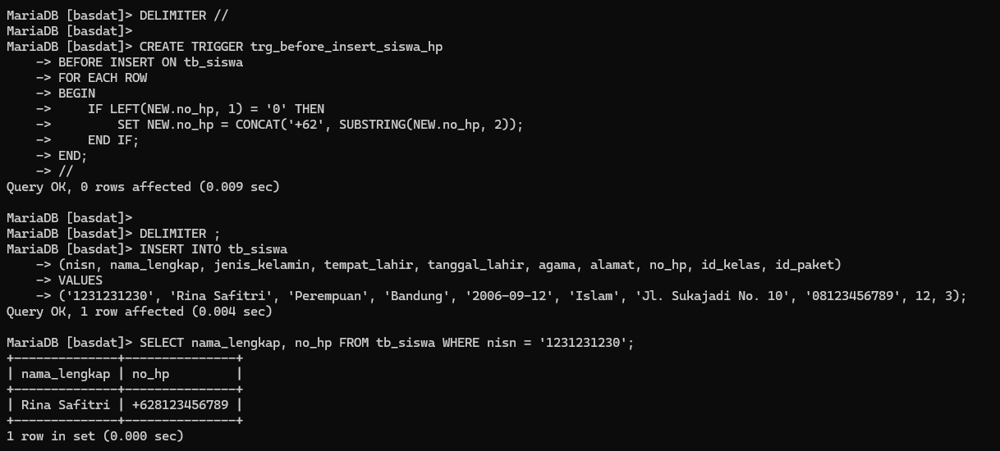 MariaDB [basdat]> DELIMITER //
MariaDB [basdat]>
MariaDB [basdat]> CREATE TRIGGER trg_before_insert_siswa_hp
    -> BEFORE INSERT ON tb_siswa
    -> FOR EACH ROW
    -> BEGIN
    ->     IF LEFT(NEW.no_hp, 1) = '0' THEN
    ->         SET NEW.no_hp = CONCAT('+62', SUBSTRING(NEW.no_hp, 2));
    ->     END IF;
    -> END;
    -> //
Query OK, 0 rows affected (0.009 sec)

MariaDB [basdat]>
MariaDB [basdat]> DELIMITER ;
MariaDB [basdat]> INSERT INTO tb_siswa
    -> (nisn, nama_lengkap, jenis_kelamin, tempat_lahir, tanggal_lahir, agama, alamat, no_hp, id_kelas, id_paket)
    -> VALUES
    -> ('1231231230', 'Rina Safitri', 'Perempuan', 'Bandung', '2006-09-12', 'Islam', 'Jl. Sukajadi No. 10', '08123456789', 12, 3);
Query OK, 1 row affected (0.004 sec)

MariaDB [basdat]> SELECT nama_lengkap, no_hp FROM tb_siswa WHERE nisn = '1231231230';
+--------------+---------------+
| nama_lengkap | no_hp         |
+--------------+---------------+
| Rina Safitri | +628123456789 |
+--------------+---------------+
1 row in set (0.000 sec)